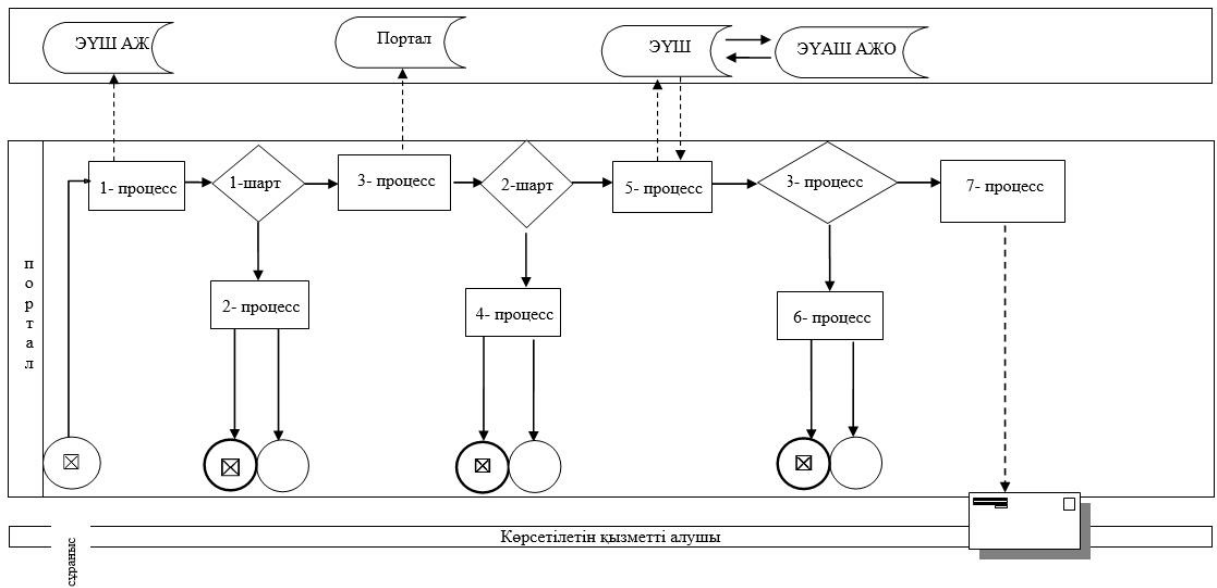 ЭҮШ АЖ
Портал
ЭҮШ
ЭҮАШ АЖО
портал
1- процесс
1-шарт
3- процесс
2-шарт
5- процесс
3- процесс
7- процесс
2- процесс
4- процесс
6- процесс
Көрсетілетін қызметті алушы
сұраныс